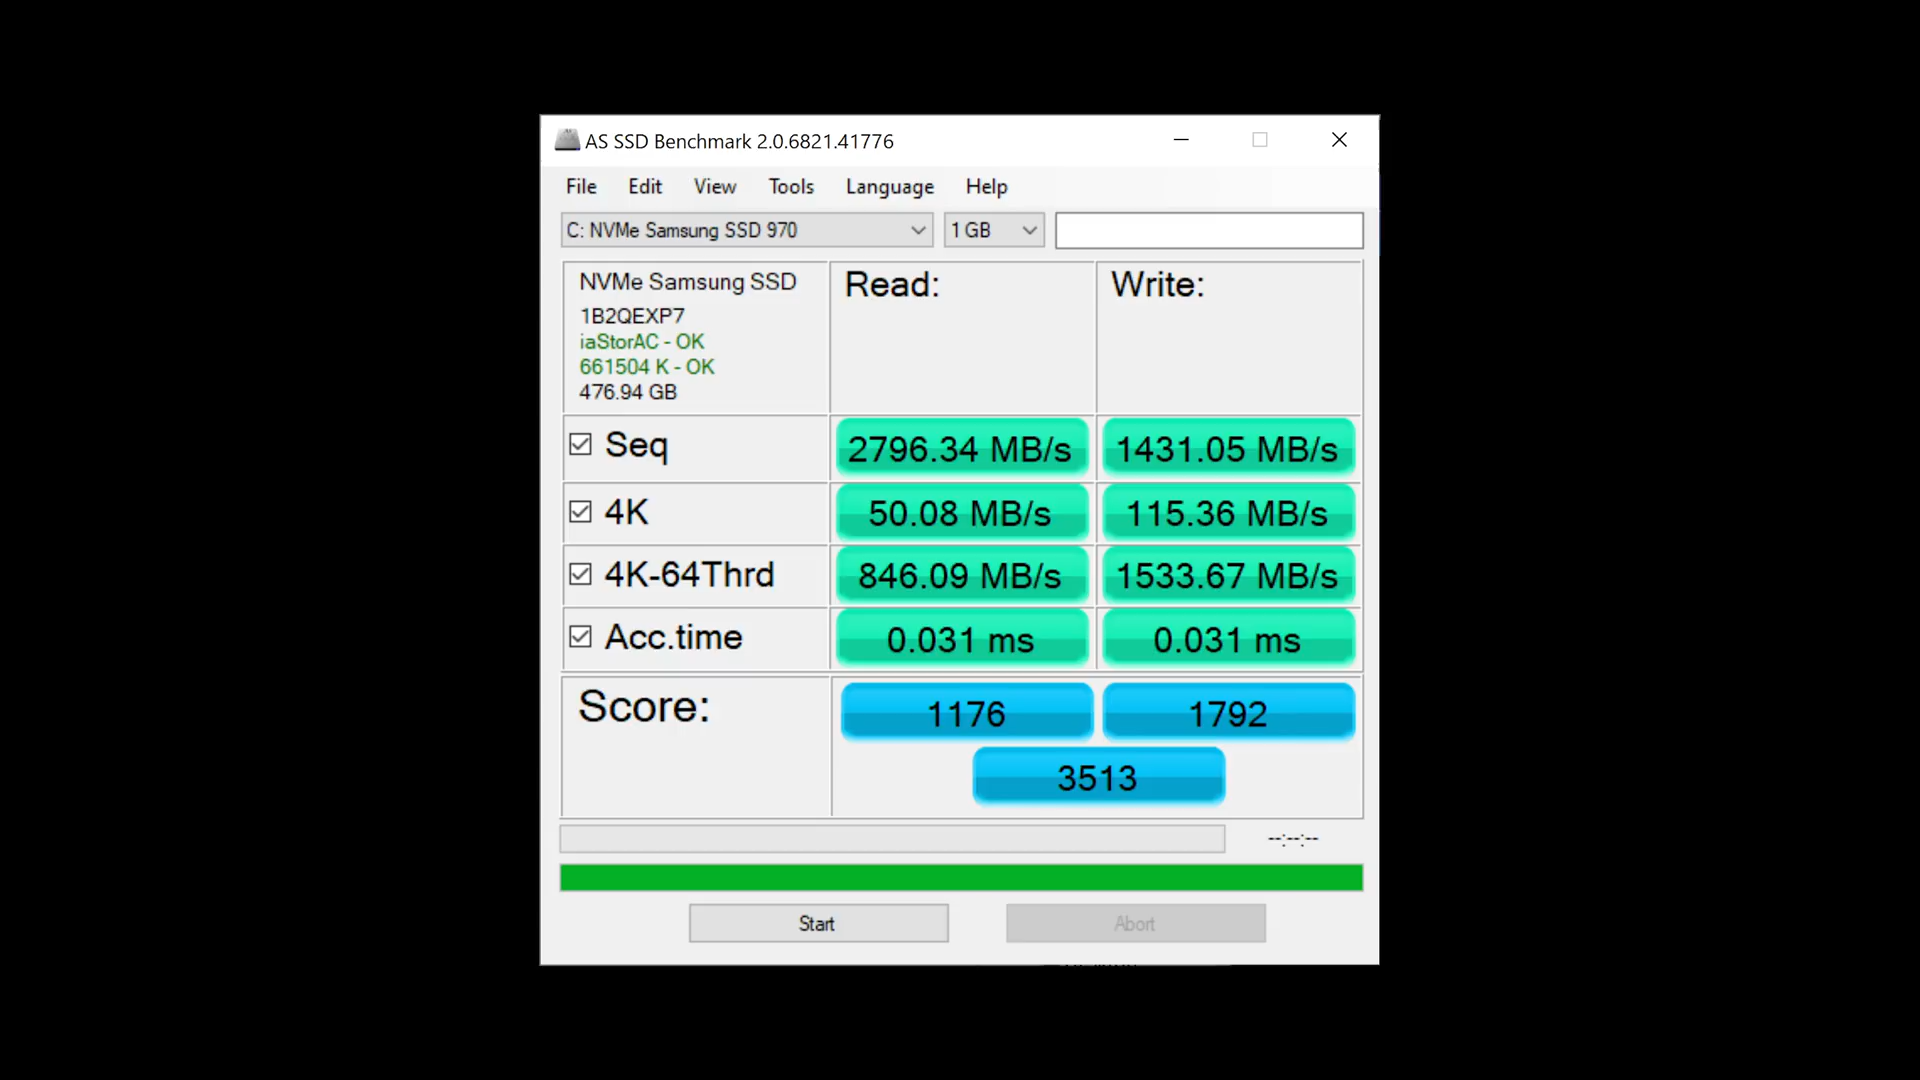 AS SSD Benchmark 2.0.6821.41776
File Edit View Tools Language Help
C: NVMe Samsung SSD 970 1 GB
NVMe Samsung SSD
1B2QEXP7
iaStorAC - OK
661504 K - OK
476.94 GB
Read: Write:
Seq 2796.34 MB/s 1431.05 MB/s
4K 50.08 MB/s 115.36 MB/s
4K-64Thrd 846.09 MB/s 1533.67 MB/s
Acc.time 0.031 ms 0.031 ms
Score: 1176 1792
3513
--:--:--
Start Abort